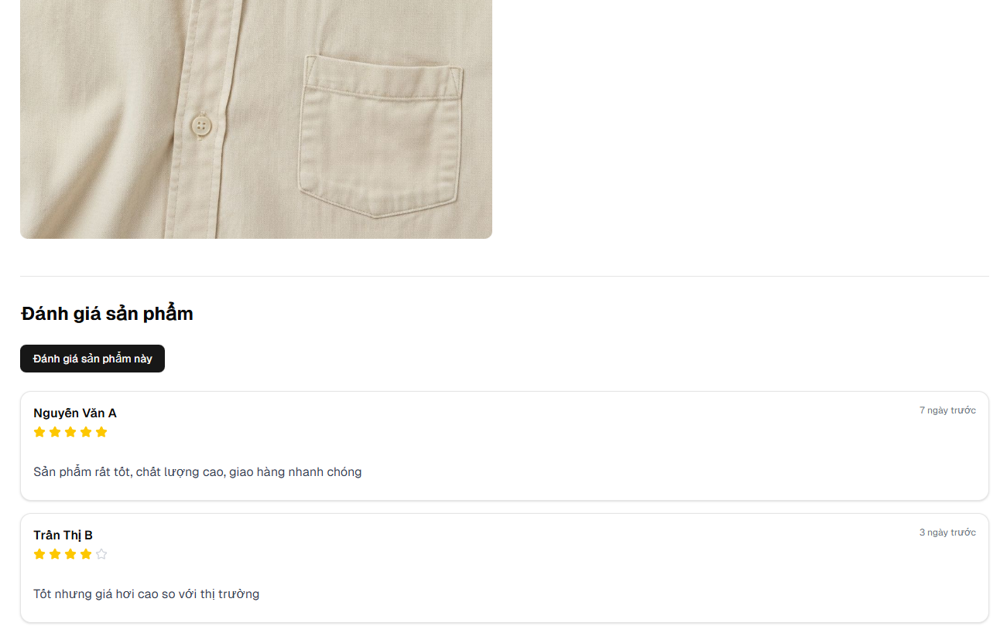 Đánh giá sản phẩm
Đánh giá sản phẩm này
Nguyễn Văn A
7 ngày trước
Sản phẩm rất tốt, chất lượng cao, giao hàng nhanh chóng
Trần Thị B
3 ngày trước
Tốt nhưng giá hơi cao so với thị trường